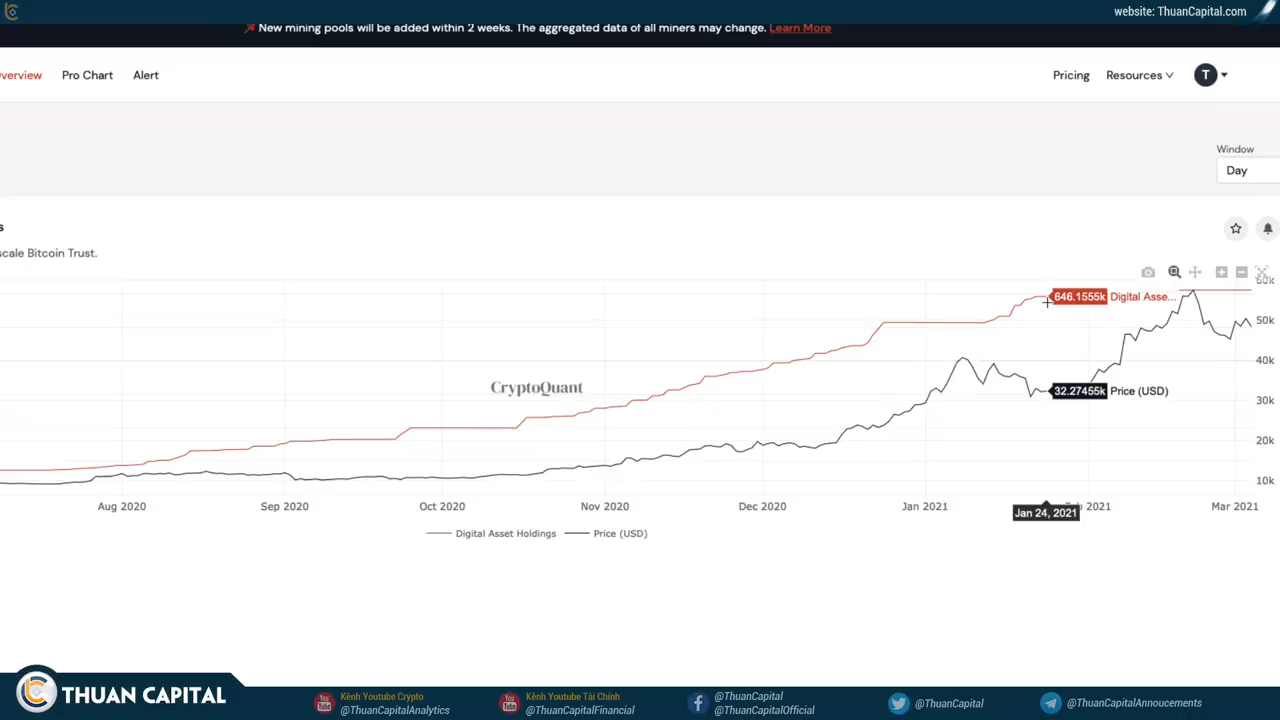 website: ThuanCapital.com
New mining pools will be added within 2 weeks. The aggregated data of all miners may change. Learn More
verview Pro Chart Alert Pricing Resources T
Window
Day
s
scale Bitcoin Trust.
60k
646.1555k Digital Asse...
50k
40k
CryptoQuant
32.27455k Price (USD)
30k
20k
10k
Aug 2020 Sep 2020 Oct 2020 Nov 2020 Dec 2020 Jan 2021 2021 Mar 2021
Jan 24, 2021
Digital Asset Holdings Price (USD)
THUAN CAPITAL
Kênh Youtube Crypto
@ThuanCapitalAnalytics
Kênh Youtube Tài Chính
@ThuanCapitalFinancial
@ThuanCapital
@ThuanCapitalOfficial
@ThuanCapital
@ThuanCapitalAnnoucements